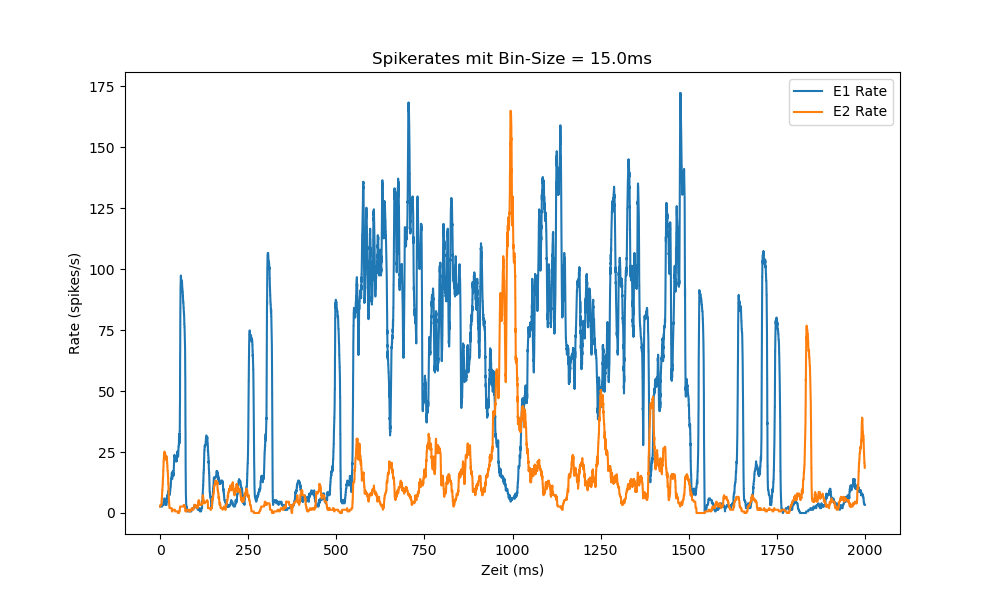 Spikerates mit Bin-Size = 15.0ms
E1 Rate
E2 Rate
175
150
125
100
75
50
25
0
Rate (spikes/s)
0 250 500 750 1000 1250 1500 1750 2000
Zeit (ms)